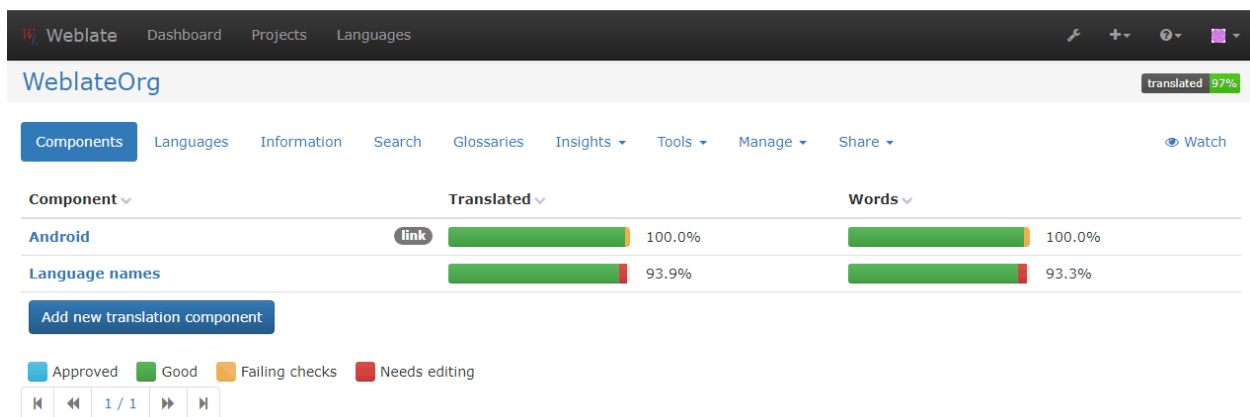 Weblate Dashboard Projects Languages
WeblateOrg translated 97%
Components Languages Information Search Glossaries Insights Tools Manage Share Watch
Component Translated Words
Android link 100.0% 100.0%
Language names 93.9% 93.3%
Add new translation component
Approved Good Failing checks Needs editing
1 / 1